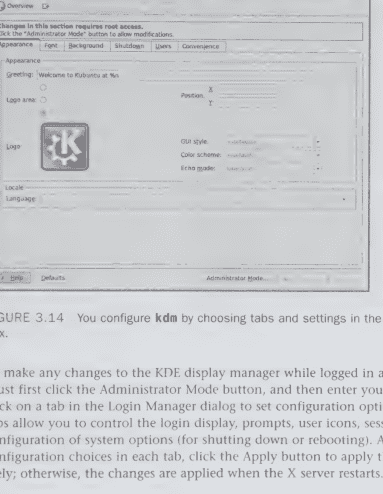 Overview
Changes in this section requires root access.
Click the "Administrator Mode" button to allow modifications.
Appearance Font Background Shutdown Users Convenience
Appearance
Greeting: Welcome to Kubuntu at %n
Logo area:
Position:
X
Y
Logo:
GUI style:
Color scheme:
Echo mode:
Locale
Language:
Help Defaults Administrator Mode...
GURE 3.14 You configure kdm by choosing tabs and settings in the
x.
make any changes to the KDE display manager while logged in a
ust first click the Administrator Mode button, and then enter you
ck on a tab in the Login Manager dialog to set configuration opti
os allow you to control the login display, prompts, user icons, sess
nfiguration of system options (for shutting down or rebooting). A
nfiguration choices in each tab, click the Apply button to apply t
ely; otherwise, the changes are applied when the X server restarts.